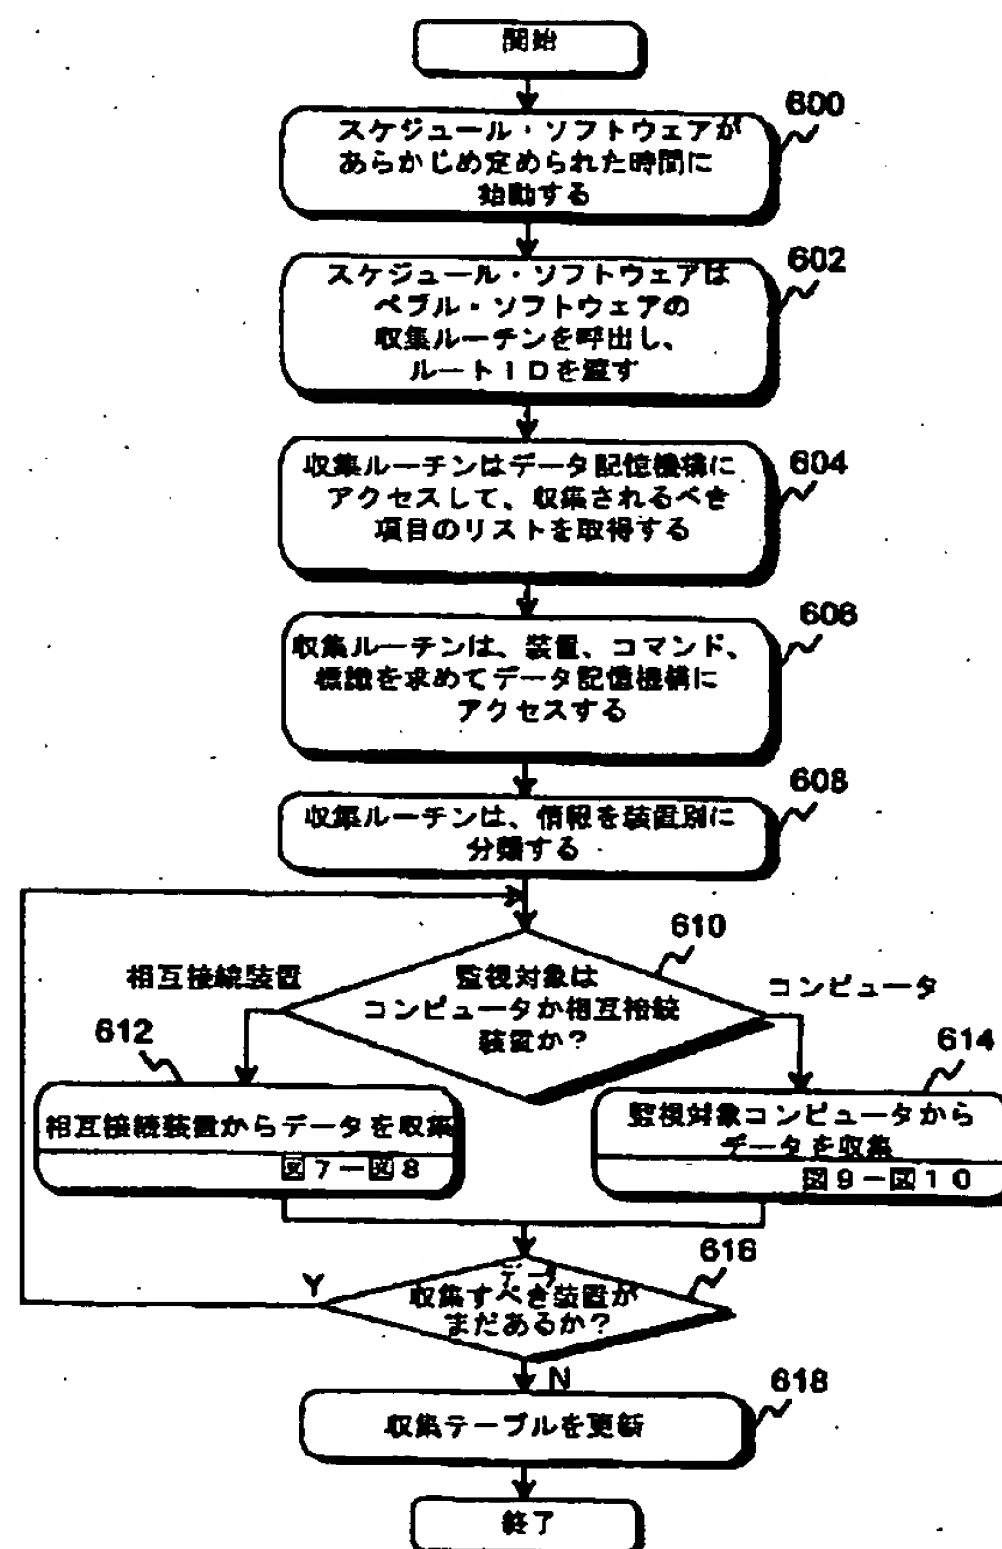 開始
600
スケジュール・ソフトウェアが
あらかじめ定められた時間に
始動する
602
スケジュール・ソフトウェアは
ペブル・ソフトウェアの
収集ルーチンを呼出し、
ルートIDを渡す
604
収集ルーチンはデータ記憶機構に
アクセスして、収集されるべき
項目のリストを取得する
606
収集ルーチンは、装置、コマンド、
標識を求めてデータ記憶機構に
アクセスする
608
収集ルーチンは、情報を装置別に
分類する
610
監視対象は
コンピュータか相互接続
装置か?
相互接続装置
コンピュータ
612
相互接続装置からデータを収集
図7-図8
614
監視対象コンピュータから
データを収集
図9-図10
616
データ
収集すべき装置が
まだあるか?
Y
N
618
収集テーブルを更新
終了